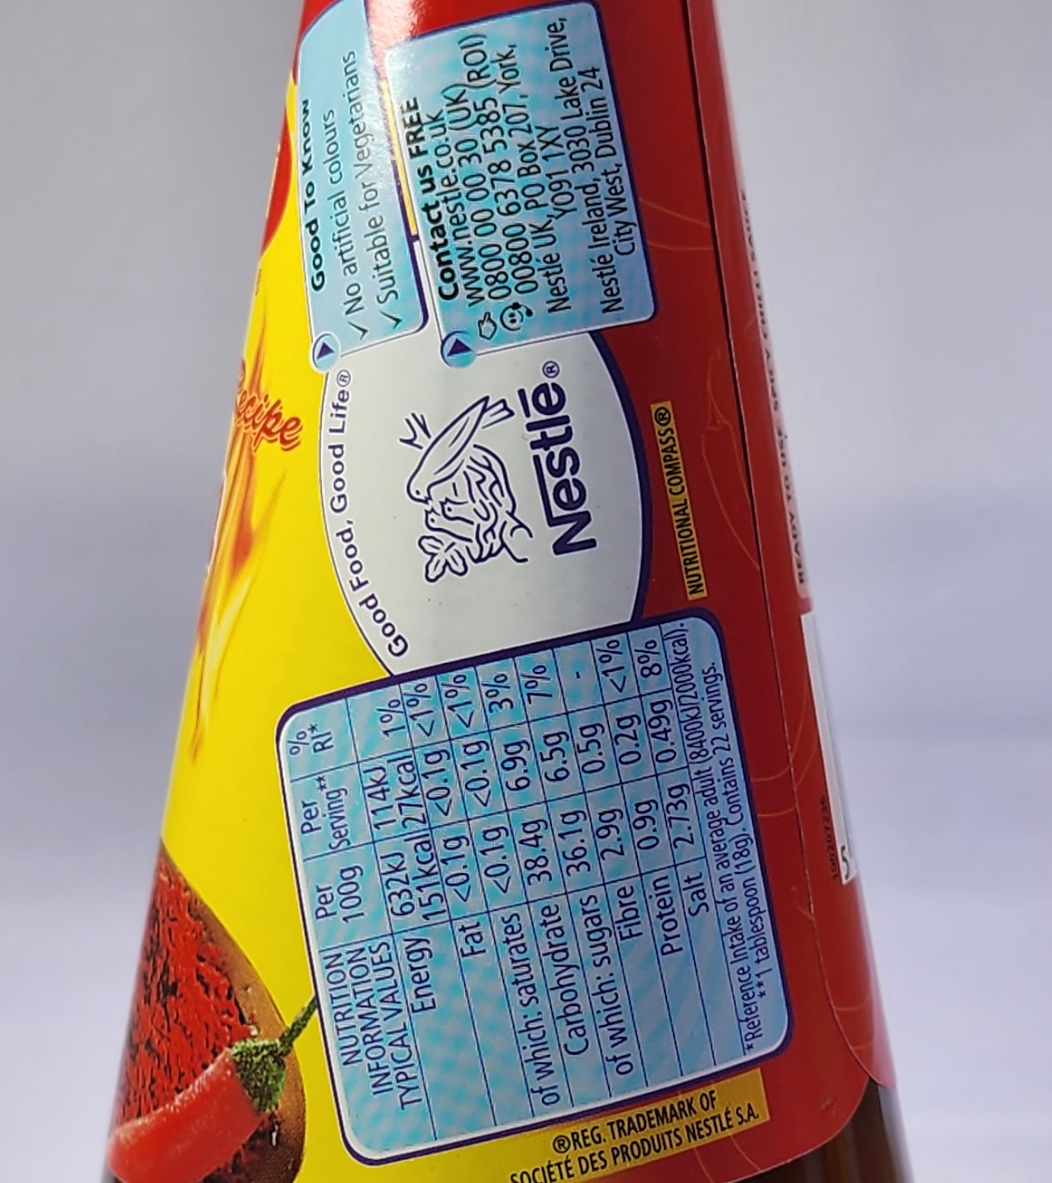 Good To Know
✓ No artificial colours
✓ Suitable for Vegetarians
Contact us FREE
www.nestle.co.uk
0800 00 00 30 (UK)
00800 6378 5385 (ROI)
Nestlé UK, PO Box 207, York,
YO91 1XY
Nestlé Ireland, 3030 Lake Drive,
City West, Dublin 24
Good Food, Good Life®
Nestlé®
NUTRITIONAL COMPASS®
NUTRITION INFORMATION TYPICAL VALUES Per 100g Per Serving** % RI*
Energy 632kJ 114kJ 1%
151kcal 27kcal <1%
Fat <0.1g <0.1g <1%
of which: saturates <0.1g <0.1g 3%
Carbohydrate 38.4g 6.9g 7%
of which: sugars 36.1g 6.5g -
Fibre 2.9g 0.5g <1%
Protein 0.9g 0.2g 8%
Salt 2.73g 0.49g
*Reference Intake of an average adult (8400kJ/2000kcal).
**1 tablespoon (18g). Contains 22 servings.
®REG. TRADEMARK OF
SOCIÉTÉ DES PRODUITS NESTLÉ S.A.
READY TO USE SPICY CHILLI SAUCE